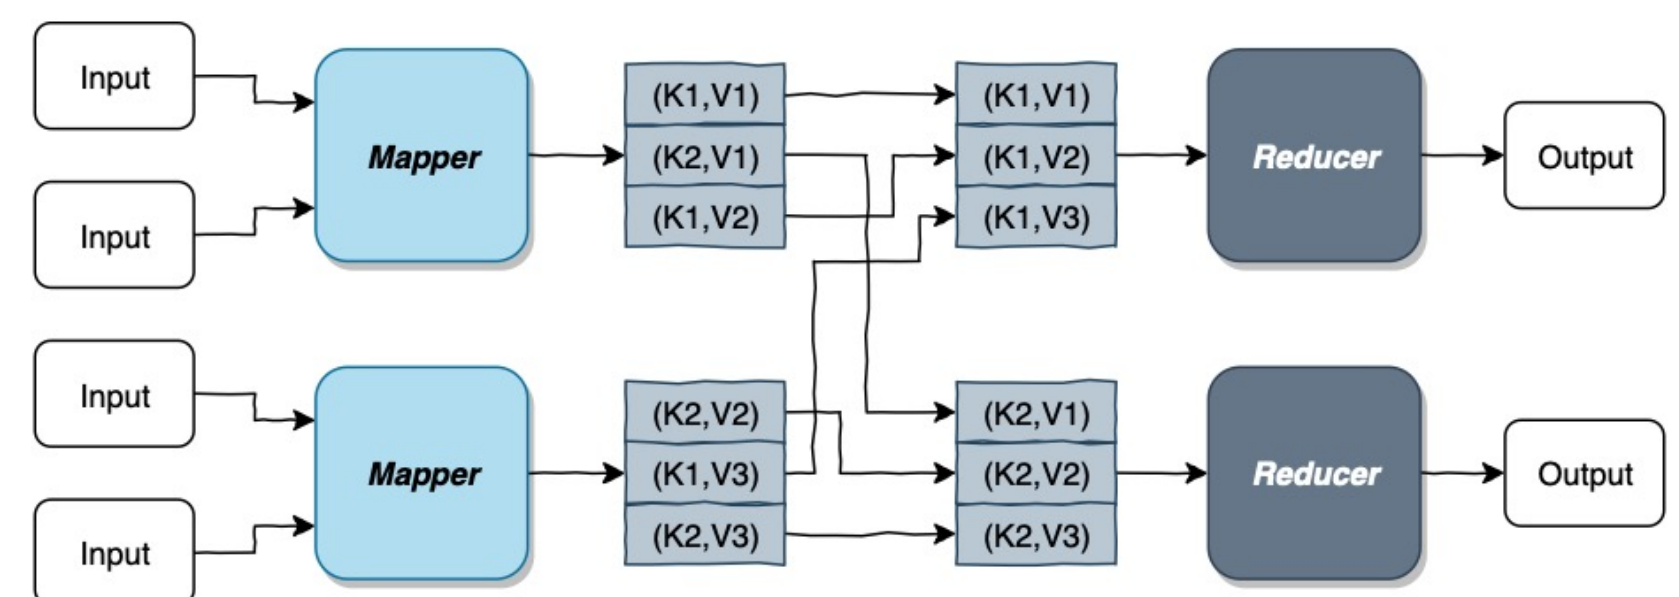 Input
Input
Mapper
(K1,V1)
(K2,V1)
(K1,V2)
(K1,V1)
(K1,V2)
(K1,V3)
Reducer
Output
Input
Input
Mapper
(K2,V2)
(K1,V3)
(K2,V3)
(K2,V1)
(K2,V2)
(K2,V3)
Reducer
Output